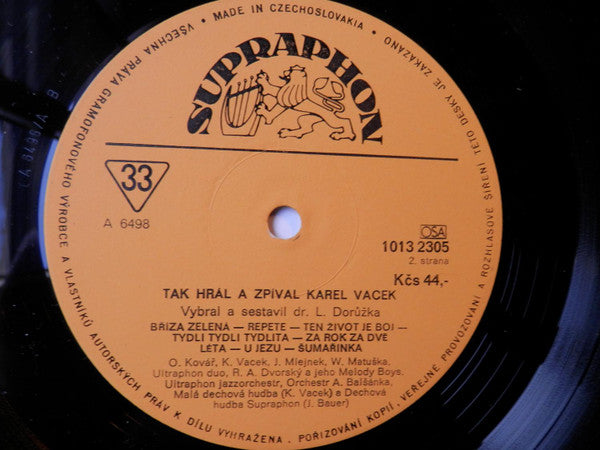 VŠECHNA PRÁVA GRAMOFONOVÉHO VÝROBCE A VLASTNÍKŮ AUTORSKÝCH PRÁV K DÍLU VYHRAŽENA. POŘIZOVÁNÍ KOPIÍ, VEŘEJNÉ PROVOZOVÁNÍ A ROZHLASOVÉ ŠÍŘENÍ TÉTO DESKY JE ZAKÁZÁNO
• MADE IN CZECHOSLOVAKIA •
SUPRAPHON
33
A 6498
OSA
1013 2305
2. strana
Kčs 44,-
TAK HRÁL A ZPÍVAL KAREL VACEK
Vybral a sestavil dr. L. Dorůžka
BŘÍZA ZELENÁ — REPETE — TEN ŽIVOT JE BOJ —
TYDLI TYDLI TYDLITA — ZA ROK ZA DVĚ
LÉTA — U JEZU — ŠUMAŘINKA
O. Kovář, K. Vacek, J. Mlejnek, W. Matuška.
Ultraphon duo, R. A. Dvorský a jeho Melody Boys.
Ultraphon jazzorchestr, Orchestr A. Balšánka,
Malá dechová hudba (K. Vacek) a Dechová
hudba Supraphon (J. Bauer)